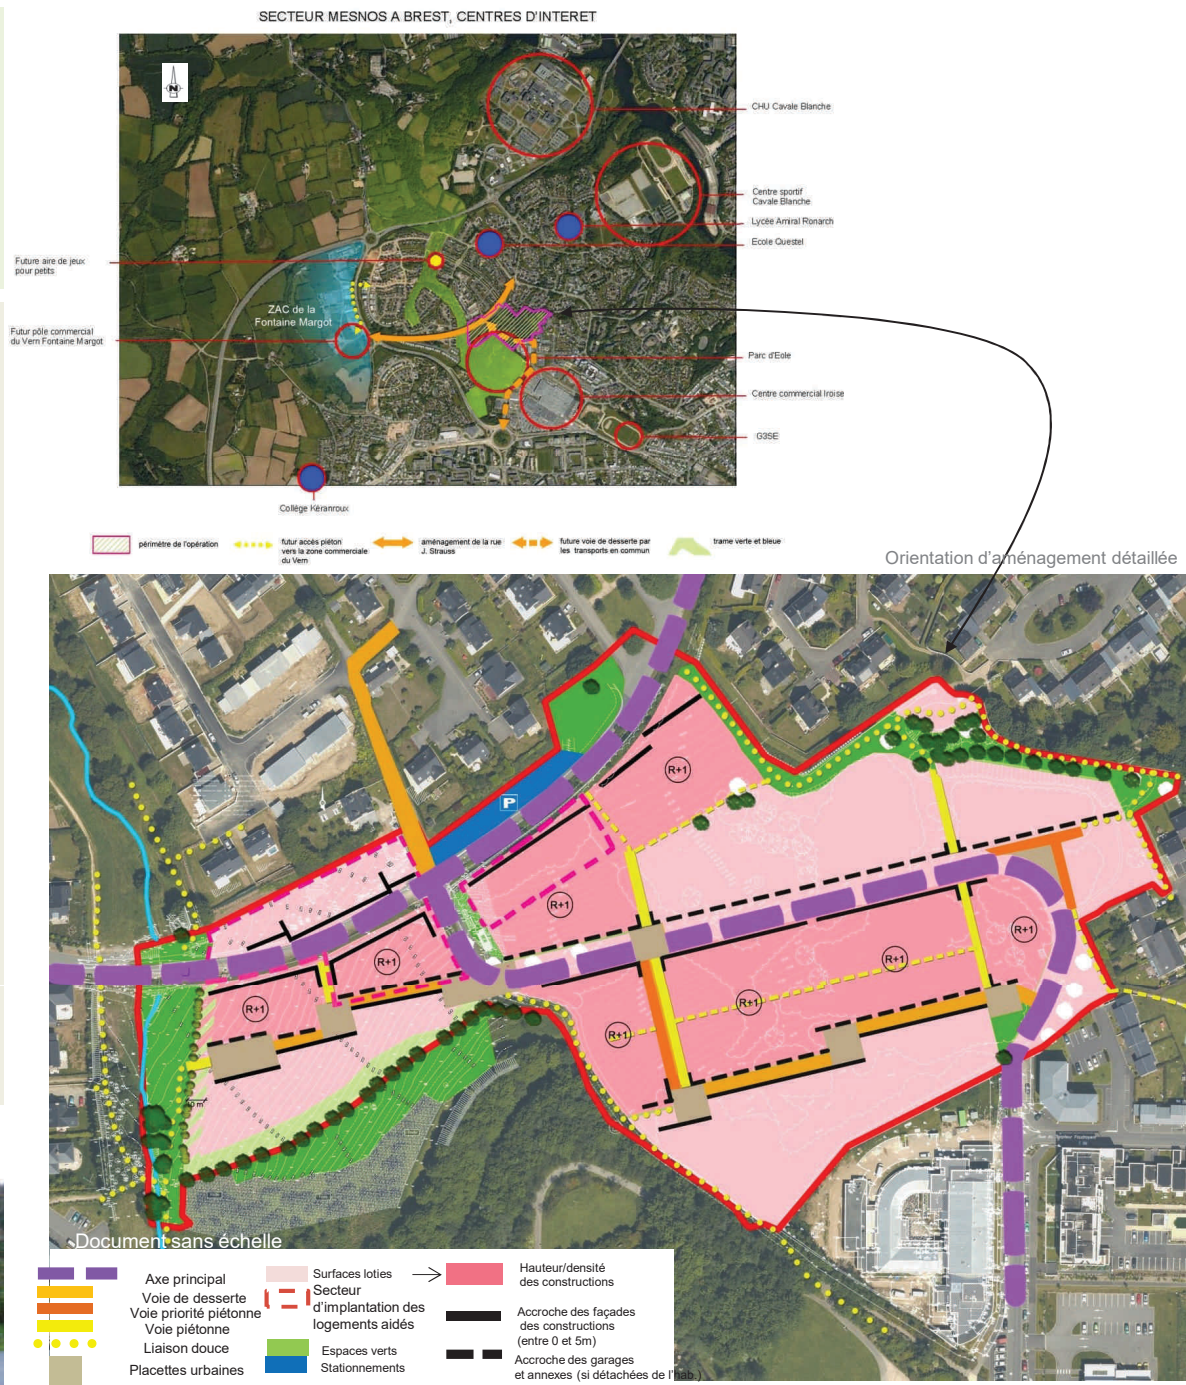 SECTEUR MESNOS A BREST, CENTRES D'INTERET
N
CHU Cavale Blanche
Centre sportif
Cavale Blanche
Lycée Amiral Ronarch
Ecole Questel
Future aire de jeux
pour petits
ZAC de la
Fontaine Margot
Futur pôle commercial
du Vern Fontaine Margot
Parc d'Eole
Centre commercial Iroise
G3SE
Collège Kéranroux
périmètre de l'opération
futur accès piéton
vers la zone commerciale
du Vern
aménagement de la rue
J. Strauss
future voie de desserte par
les transports en commun
trame verte et bleue
Orientation d'aménagement détaillée
R+1
P
R+1
R+1
R+1
R+1
R+1
R+1
R+1
Document sans échelle
Axe principal
Voie de desserte
Voie priorité piétonne
Voie piétonne
Liaison douce
Placettes urbaines
Surfaces loties
Secteur
d'implantation des
logements aidés
Espaces verts
Stationnements
Hauteur/densité
des constructions
Accroche des façades
des constructions
(entre 0 et 5m)
Accroche des garages
et annexes (si détachées de l'hab.)